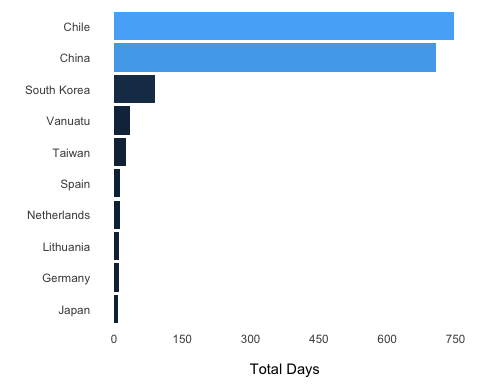 Chile
China
South Korea
Vanuatu
Taiwan
Spain
Netherlands
Lithuania
Germany
Japan
0 150 300 450 600 750
Total Days